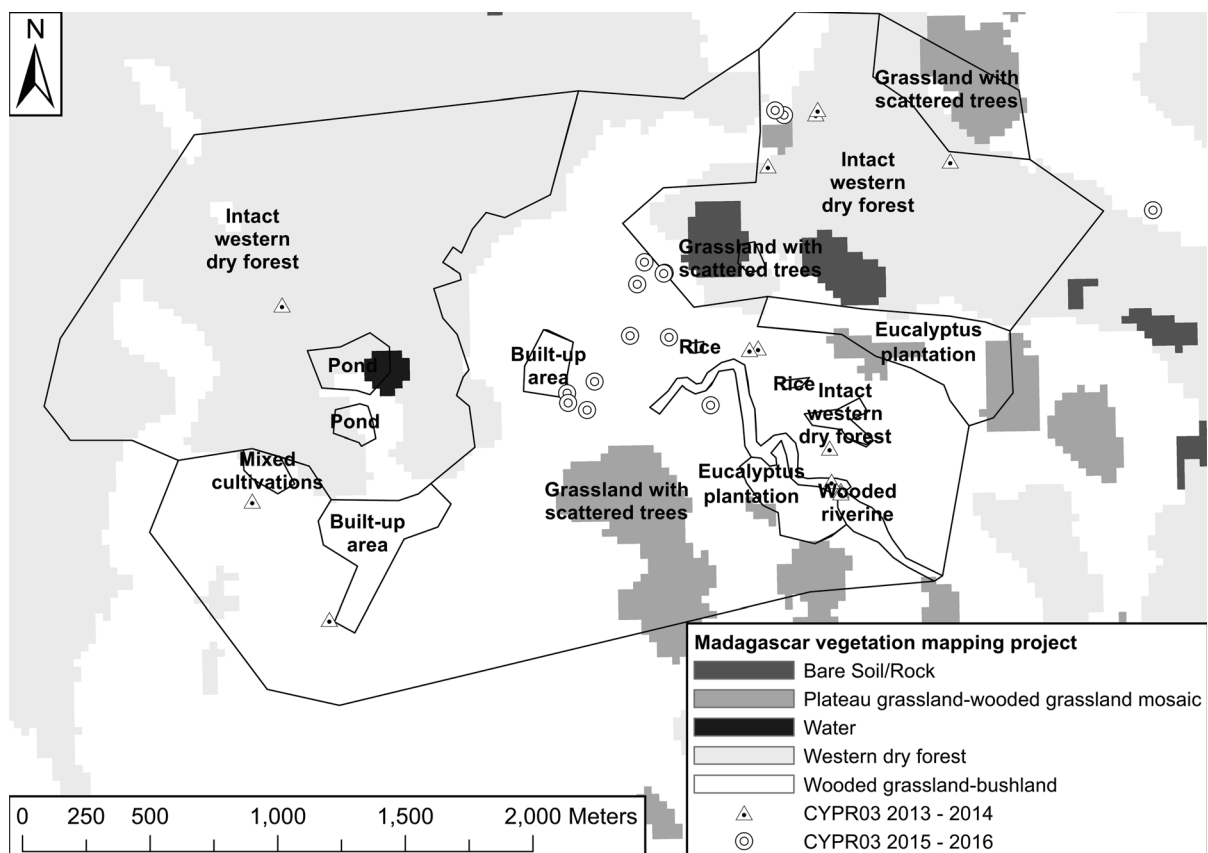 N
Grassland with
scattered trees
Intact
western
dry forest
Intact
western
dry forest
Grassland with
scattered trees
Eucalyptus
plantation
Rice
Built-up
area
Pond
Rice
Intact
western
dry forest
Pond
Mixed
cultivations
Eucalyptus
plantation
Grassland with
scattered trees
Wooded
riverine
Built-up
area
Madagascar vegetation mapping project
Bare Soil/Rock
Plateau grassland-wooded grassland mosaic
Water
Western dry forest
Wooded grassland-bushland
CYPR03 2013 - 2014
CYPR03 2015 - 2016
0 250 500 1,000 1,500 2,000 Meters